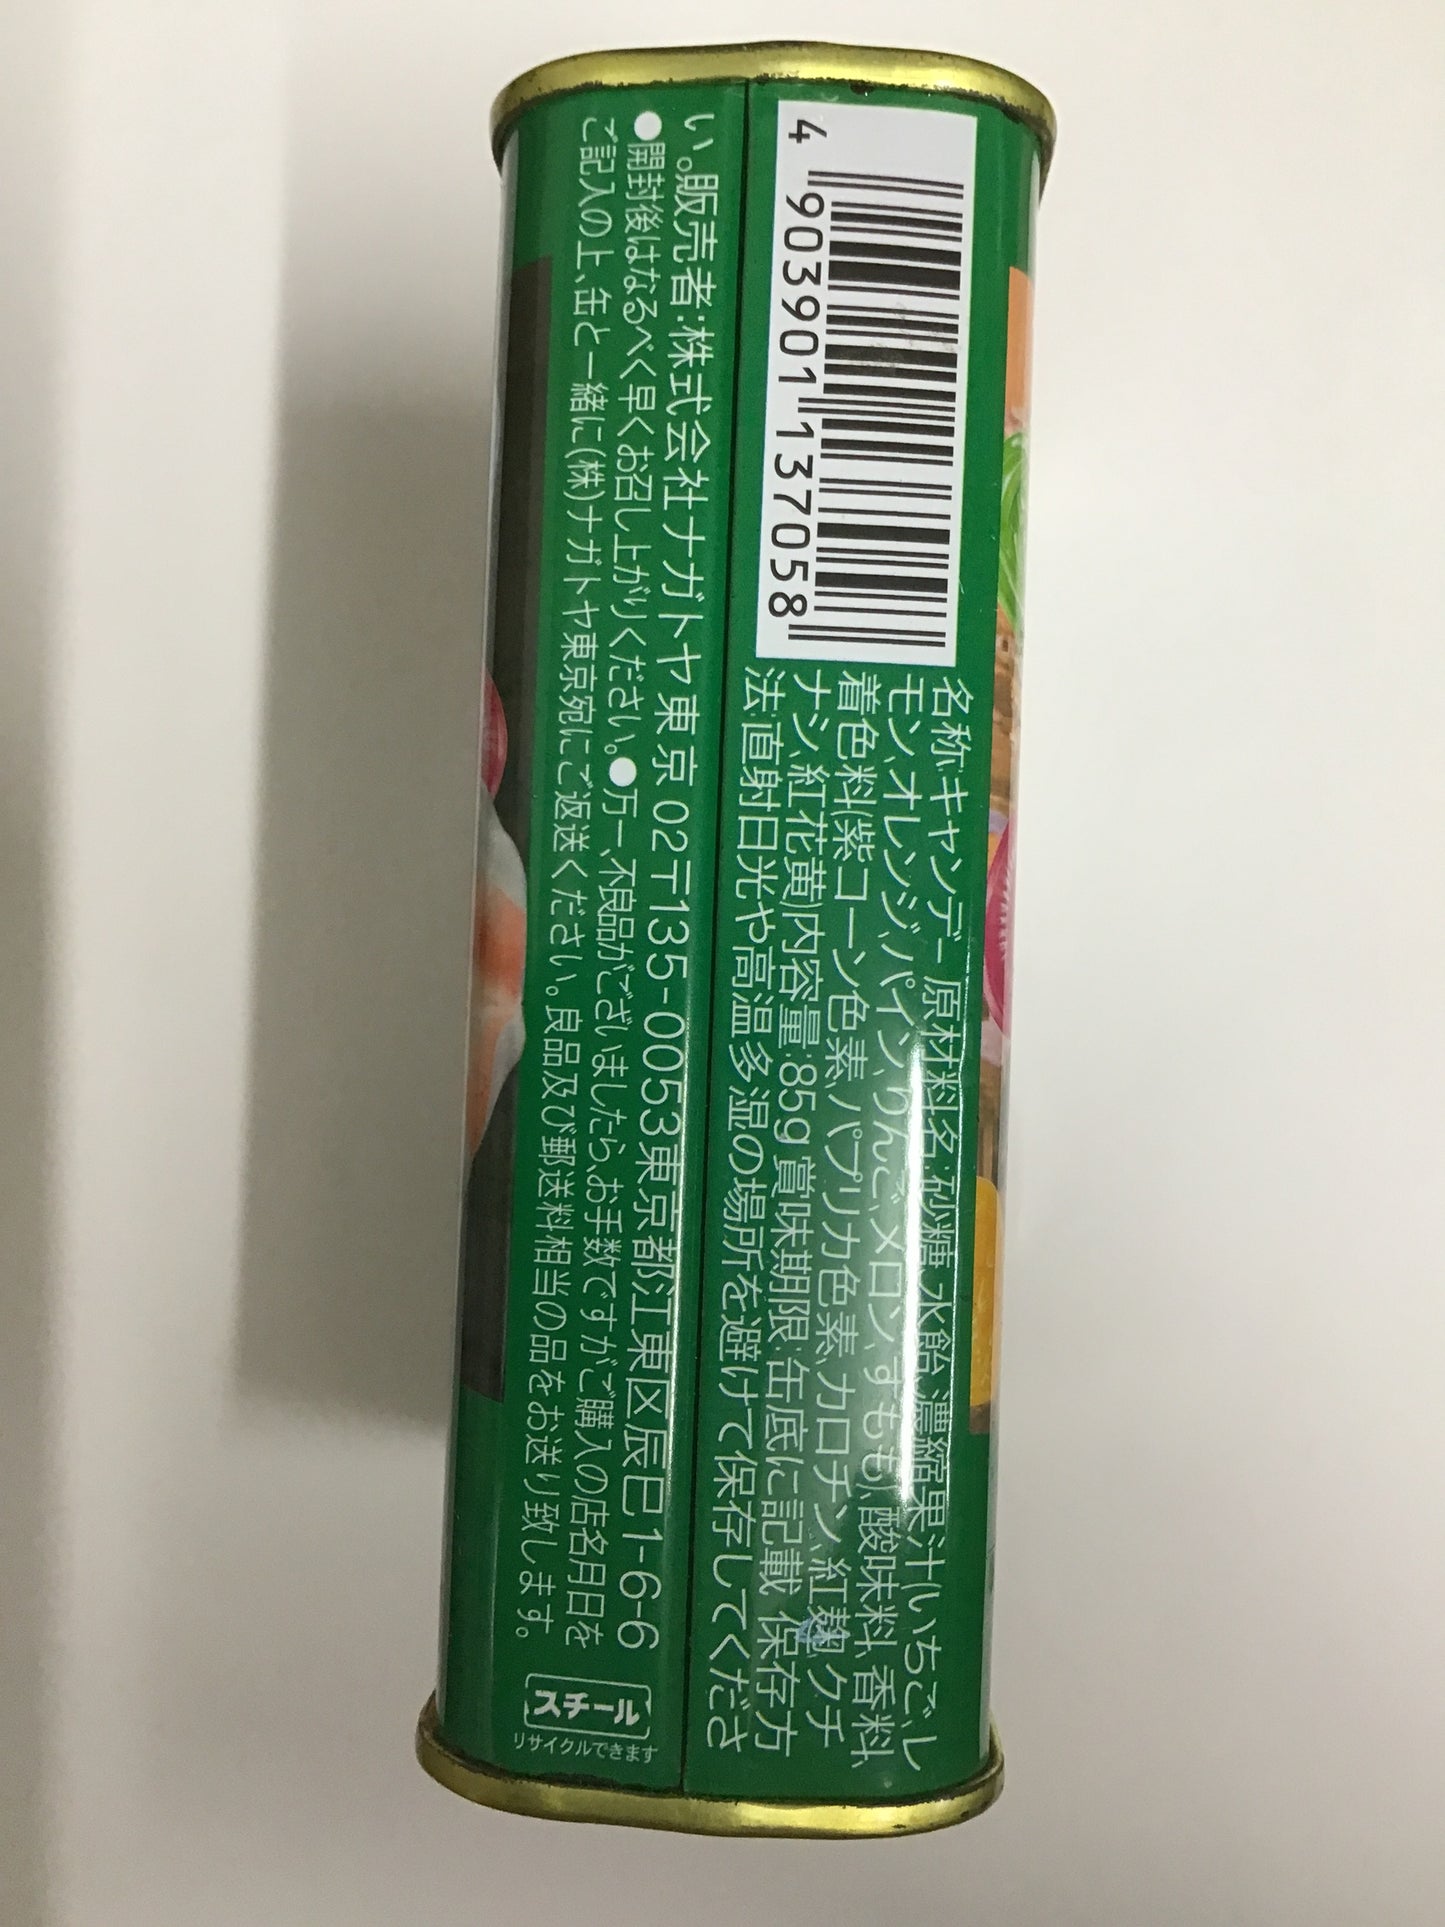 4 903901 137058
名称:キャンデー 原材料名:砂糖、水飴、濃縮果汁(いちご、レ
モン、オレンジ、パイン、りんご、メロン、すもも)、酸味料、香料、
着色料(紫コーン色素、パプリカ色素、カロチン、紅麹、クチ
ナシ、紅花黄)内容量:85g 賞味期限:缶底に記載 保存方
法:直射日光や高温多湿の場所を避けて保存してくださ
い。販売者:株式会社ナガトヤ東京 02〒135-0053東京都江東区辰巳1-6-6
●開封後はなるべく早くお召し上がりください。●万一、不良品がございましたら、お手数ですがご購入の店名月日を
ご記入の上、缶と一緒に(株)ナガトヤ東京宛にご返送ください。良品及び郵送料相当の品をお送り致します。
スチール
リサイクルできます